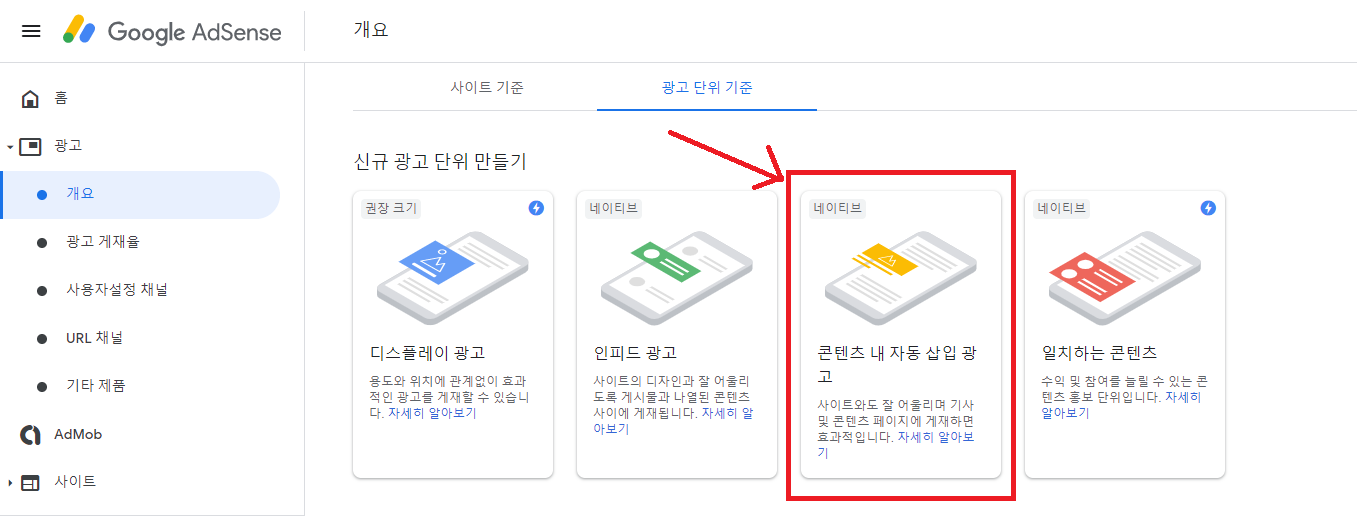 Google AdSense
개요
홈
광고
개요
광고 게재율
사용자설정 채널
URL 채널
기타 제품
AdMob
사이트
사이트 기준
광고 단위 기준
신규 광고 단위 만들기
권장 크기
디스플레이 광고
용도와 위치에 관계없이 효과
적인 광고를 게재할 수 있습니
다. 자세히 알아보기
네이티브
인피드 광고
사이트의 디자인과 잘 어울리
도록 게시물과 나열된 콘텐츠
사이에 게재됩니다. 자세히 알
아보기
네이티브
콘텐츠 내 자동 삽입 광
고
사이트와도 잘 어울리며 기사
및 콘텐츠 페이지에 게재하면
효과적입니다. 자세히 알아보
기
네이티브
일치하는 콘텐츠
수익 및 참여를 늘릴 수 있는 콘
텐츠 홍보 단위입니다. 자세히
알아보기